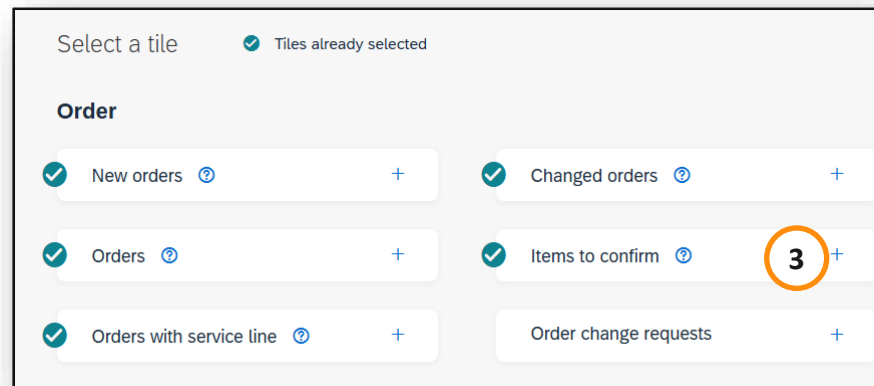 Select a tile
Tiles already selected
Order
New orders ? +
Changed orders ? +
Orders ? +
Items to confirm ? 3 +
Orders with service line ? +
Order change requests +